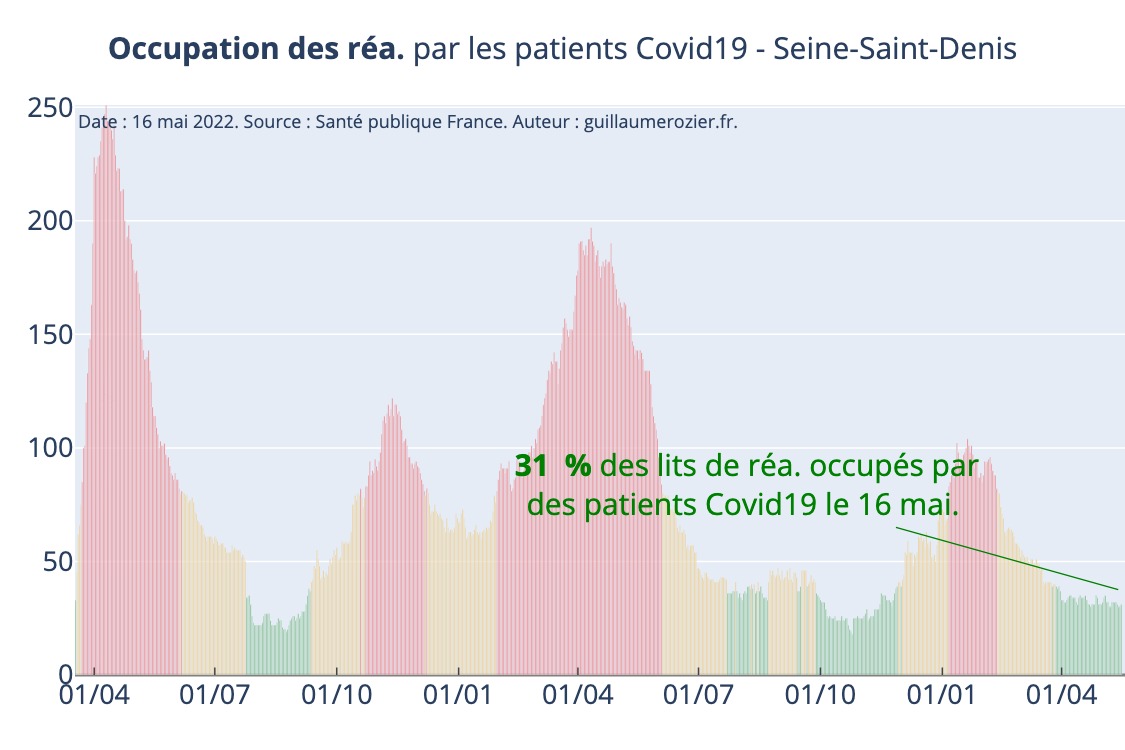 Occupation des réa. par les patients Covid19 - Seine-Saint-Denis
250
Date : 16 mai 2022. Source : Santé publique France. Auteur : guillaumerozier.fr.
200
150
100
31  % des lits de réa. occupés par
des patients Covid19 le 16 mai.
50
0
01/04 01/07 01/10 01/01 01/04 01/07 01/10 01/01 01/04